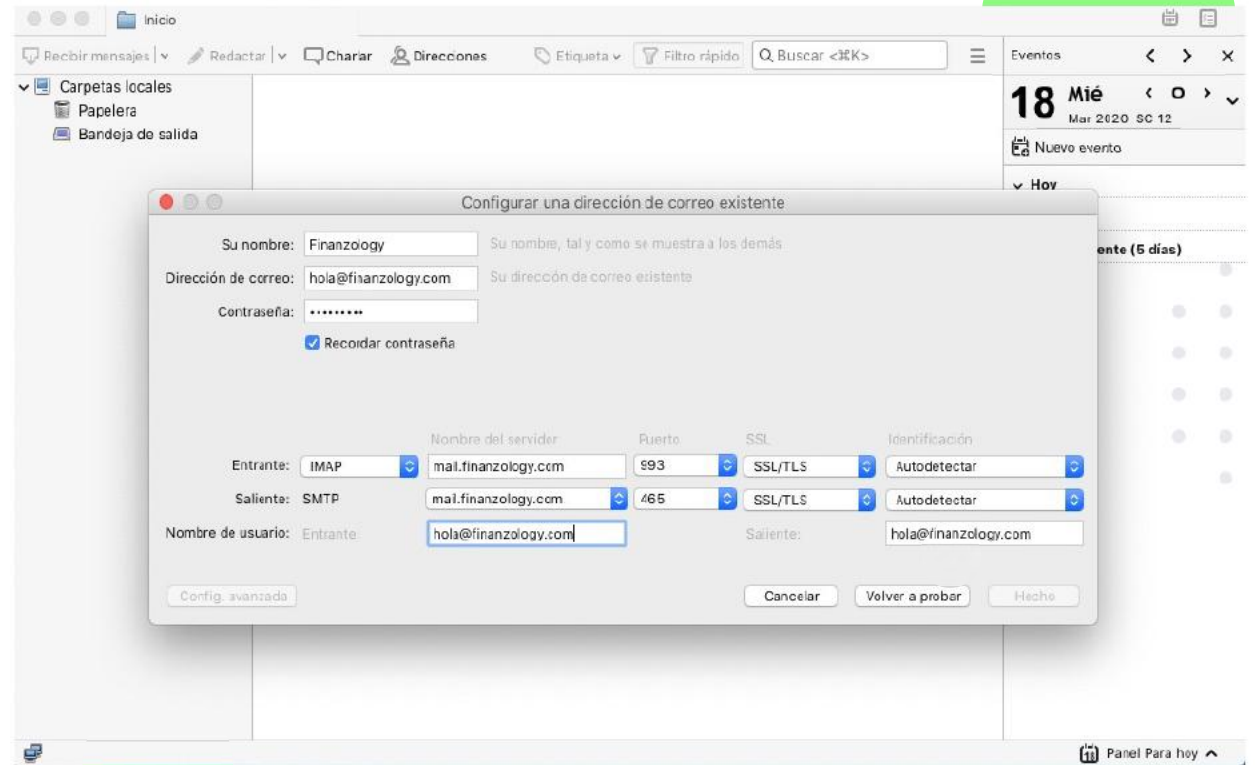 Inicio
Recibir mensajes Redactar Charlar Direcciones Etiqueta Filtro rápido Buscar <⌘K>
Eventos
Carpetas locales
Papelera
Bandeja de salida
18 Mié
Mar 2020 SC 12
Nuevo evento
Hoy
ente (5 días)
Configurar una dirección de correo existente
Su nombre: Finanzology Su nombre, tal y como se muestra a los demás
Dirección de correo: hola@finanzology.com Su dirección de correo existente
Contraseña: •••••••••
Recordar contraseña
Nombre del servidor Puerto SSL Identificación
Entrante: IMAP mail.finanzology.com 993 SSL/TLS Autodetectar
Saliente: SMTP mail.finanzology.com 465 SSL/TLS Autodetectar
Nombre de usuario: Entrante: hola@finanzology.com Saliente: hola@finanzology.com
Config. avanzada Cancelar Volver a probar Hecho
Panel Para hoy